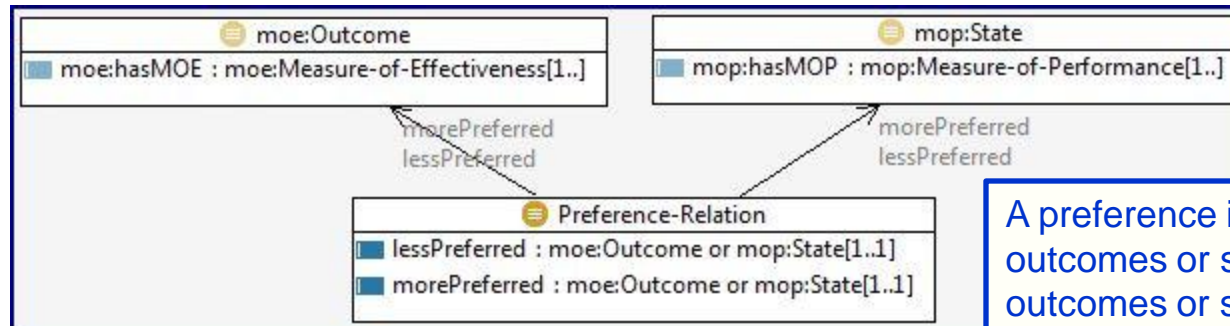 moe:Outcome
moe:hasMOE : moe:Measure-of-Effectiveness[1..]
mop:State
mop:hasMOP : mop:Measure-of-Performance[1..]
morePreferred
lessPreferred
morePreferred
lessPreferred
Preference-Relation
lessPreferred : moe:Outcome or mop:State[1..1]
morePreferred : moe:Outcome or mop:State[1..1]
A preference
outcomes or
outcomes or